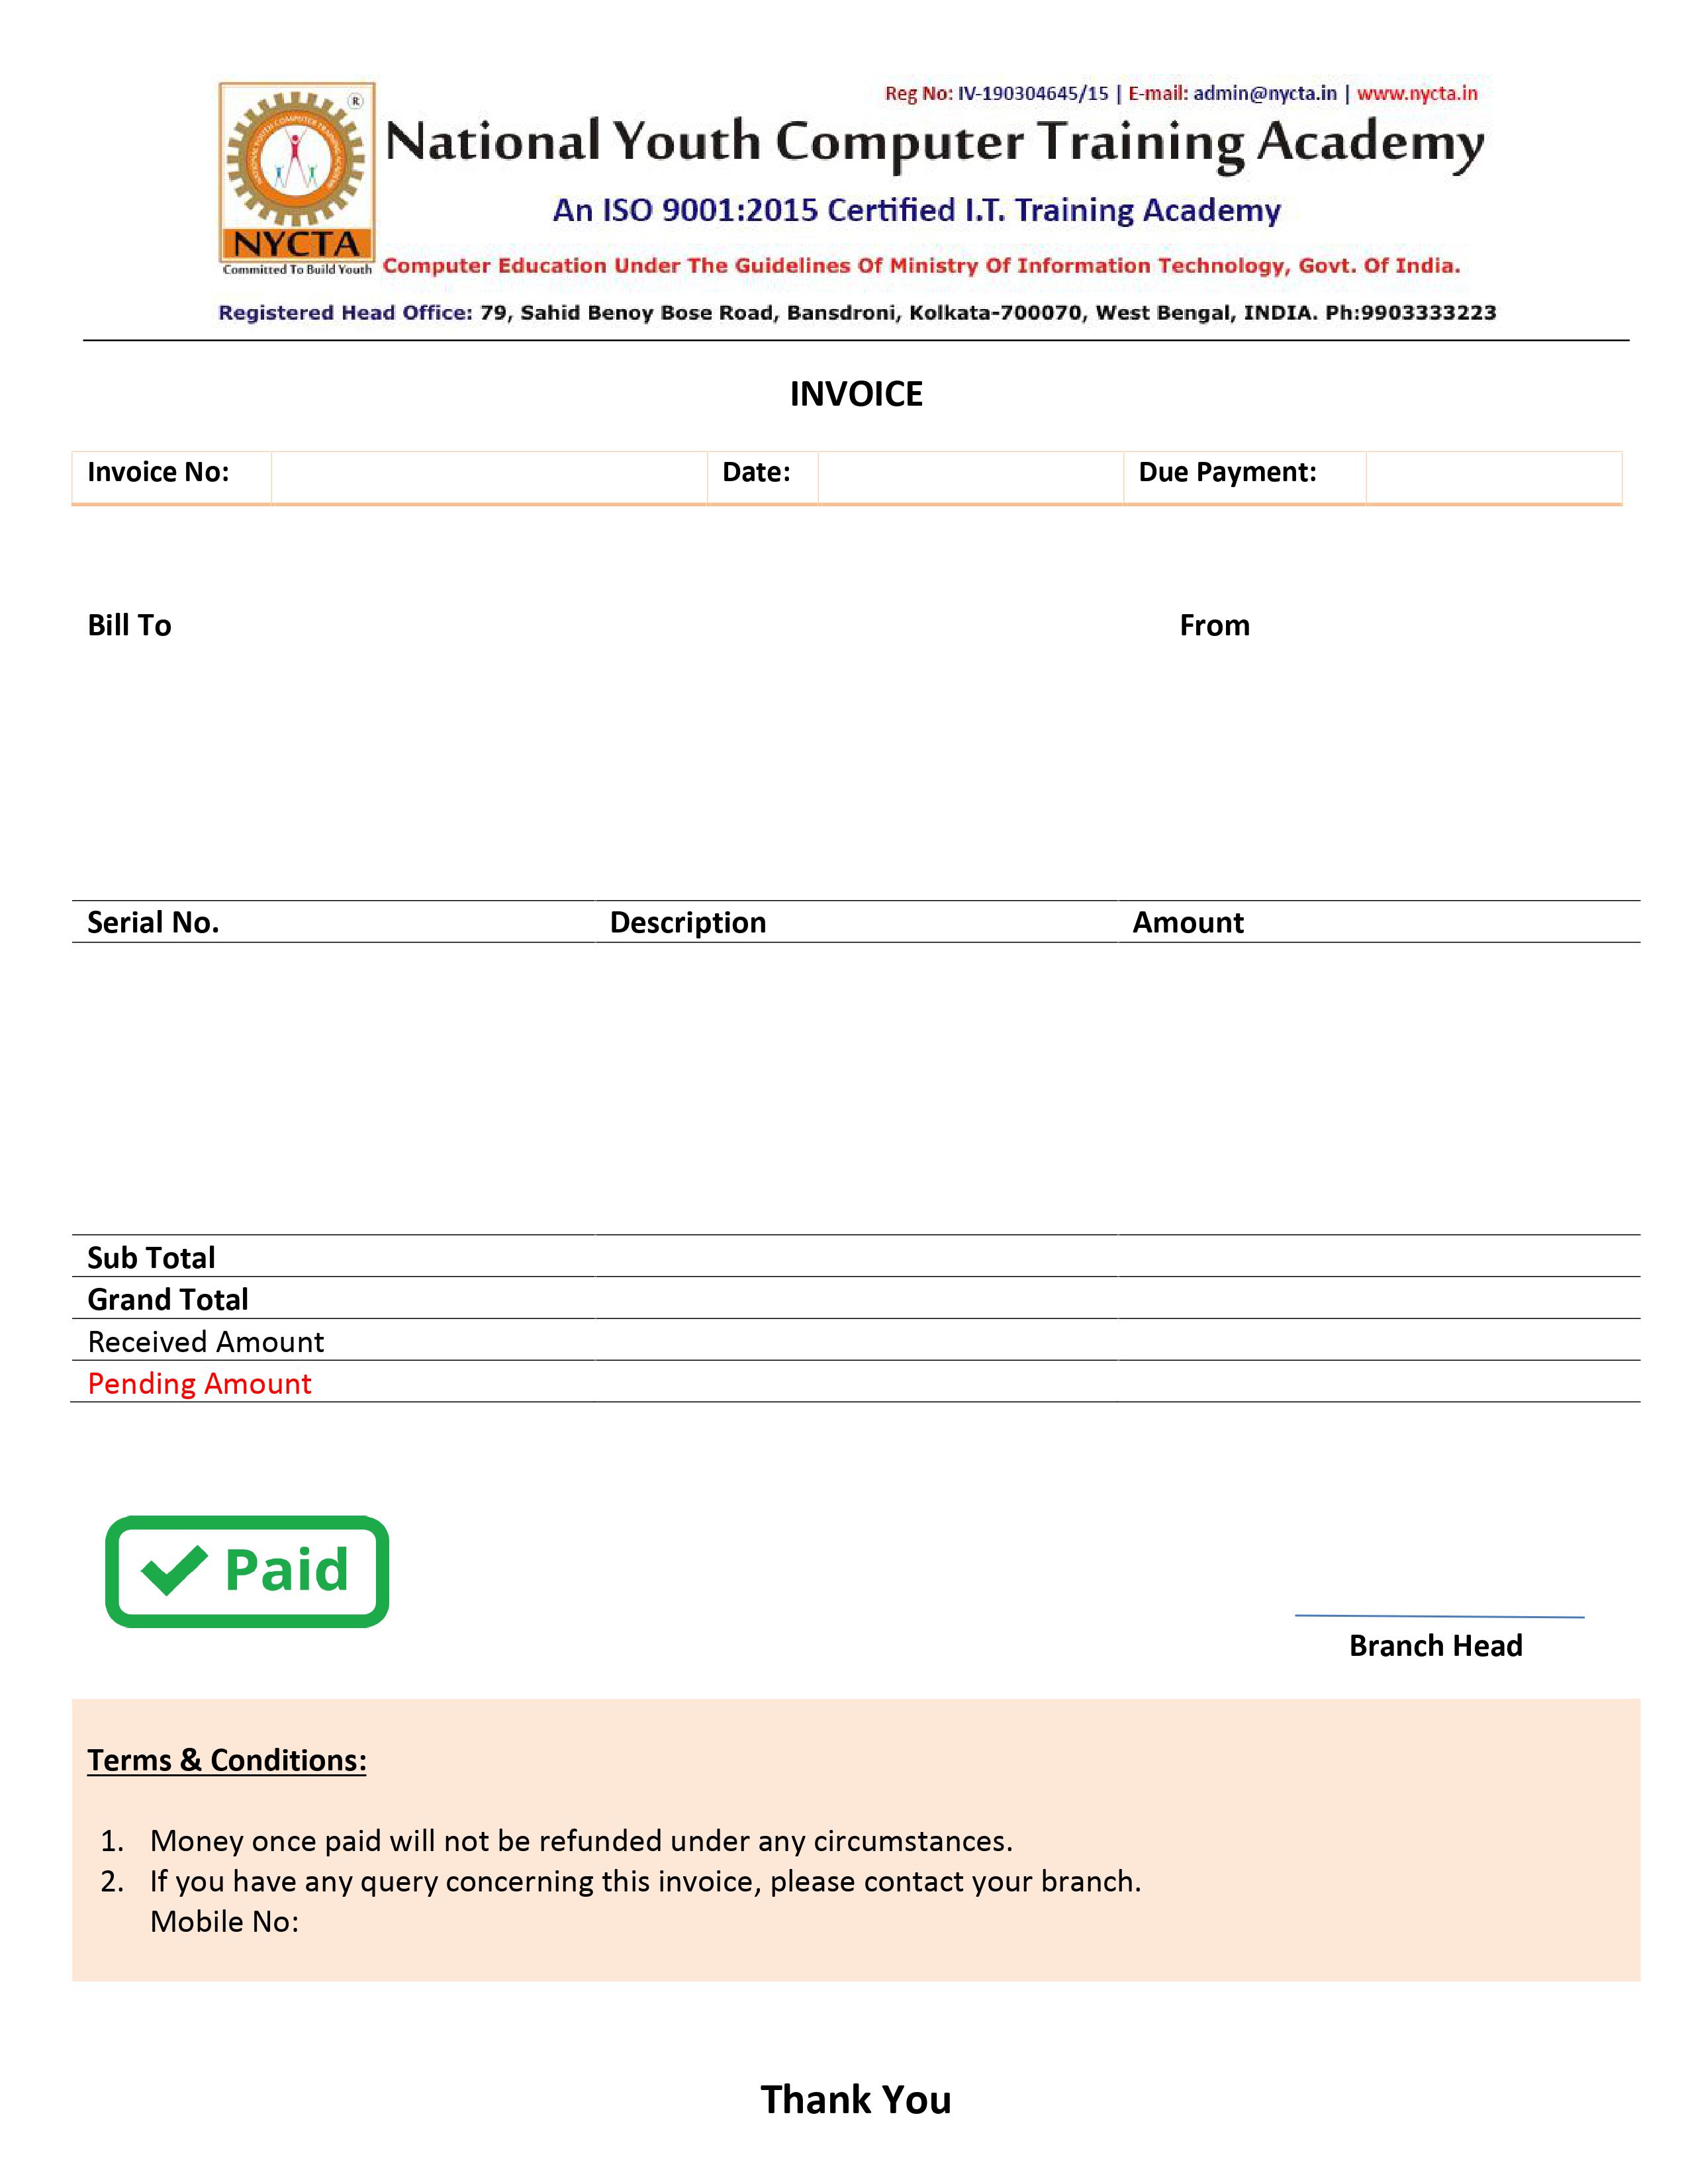 Reg No: IV-190304645/15 | E-mail: admin@nycta.in | www.nycta.in
®
NATIONAL YOUTH COMPUTER TRAINING ACADEMY
National Youth Computer Training Academy
An ISO 9001:2015 Certified I.T. Training Academy
NYCTA
Committed To Build Youth
Computer Education Under The Guidelines Of Ministry Of Information Technology, Govt. Of India.
Registered Head Office: 79, Sahid Benoy Bose Road, Bansdroni, Kolkata-700070, West Bengal, INDIA. Ph:9903333223
INVOICE
Invoice No: Date: Due Payment:
Bill To From
Serial No. Description Amount
Sub Total
Grand Total
Received Amount
Pending Amount
Paid
Branch Head
Terms & Conditions:
1. Money once paid will not be refunded under any circumstances.
2. If you have any query concerning this invoice, please contact your branch.
Mobile No:
Thank You